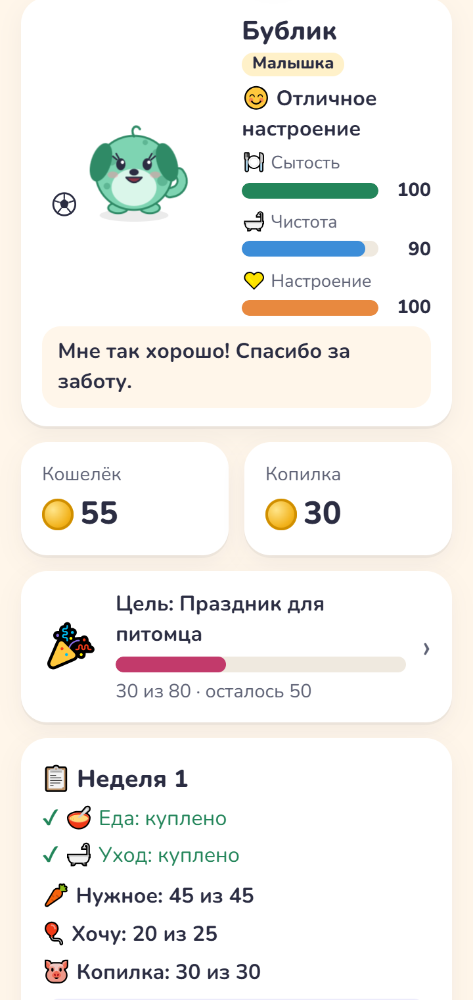 Бублик
Малышка
Отличное
настроение
Сытость
100
Чистота
90
Настроение
100
Мне так хорошо! Спасибо за
заботу.
Кошелёк
55
Копилка
30
Цель: Праздник для
питомца
30 из 80 · осталось 50
Неделя 1
Еда: куплено
Уход: куплено
Нужное: 45 из 45
Хочу: 20 из 25
Копилка: 30 из 30